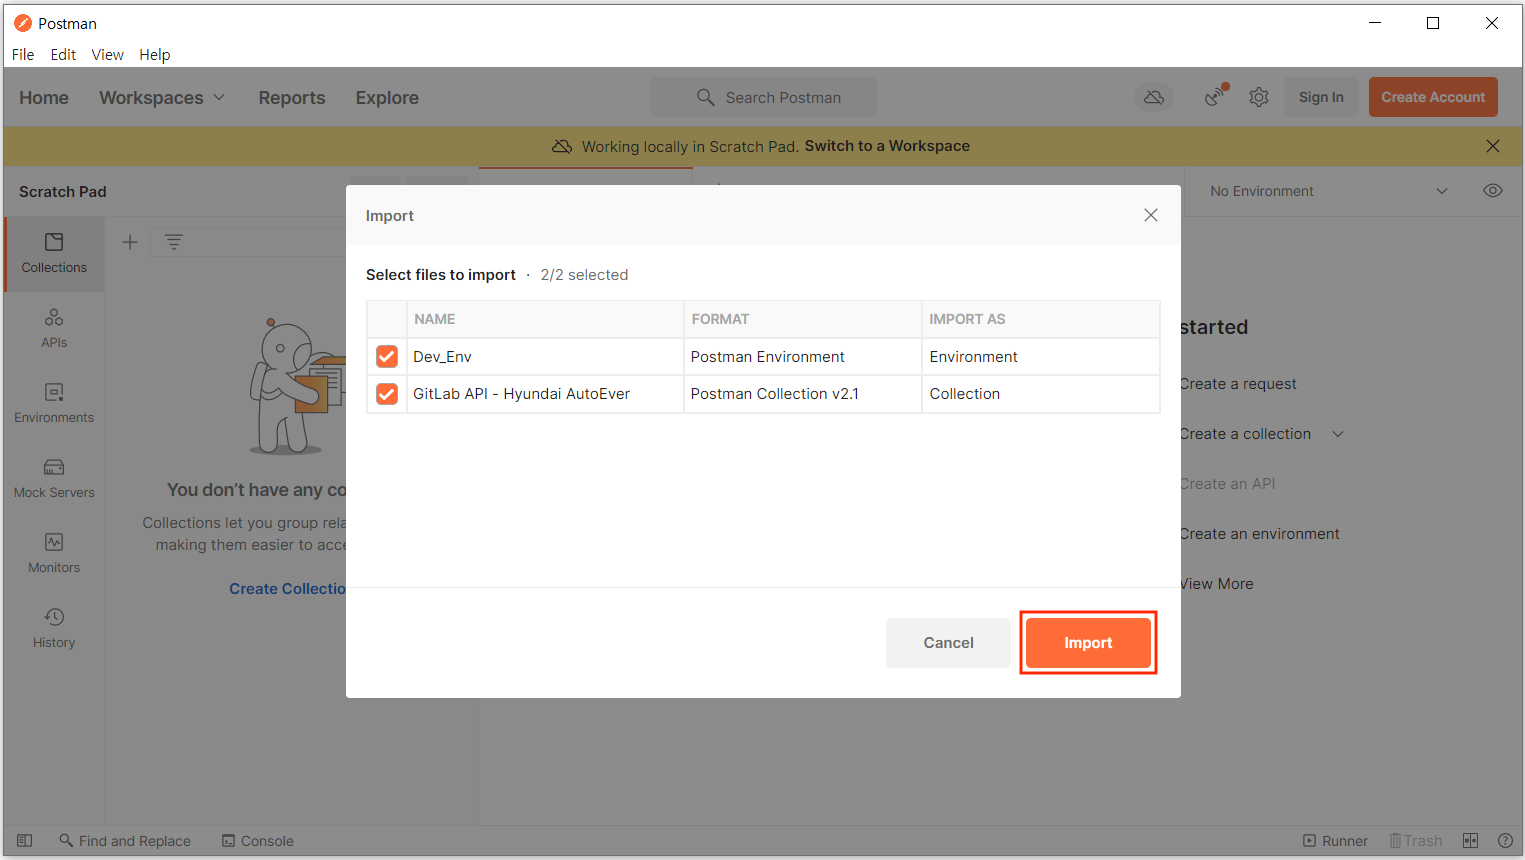 Postman
File Edit View Help
Home Workspaces Reports Explore Search Postman Sign In Create Account
Working locally in Scratch Pad. Switch to a Workspace
Scratch Pad
No Environment
Import
Select files to import · 2/2 selected
NAME FORMAT IMPORT AS
Dev_Env Postman Environment Environment
GitLab API - Hyundai AutoEver Postman Collection v2.1 Collection
Cancel Import
Collections
APIs
Environments
Mock Servers
Monitors
History
You don't have any co
Collections let you group rela
making them easier to acce
Create Collectio
started
Create a request
Create a collection
Create an API
Create an environment
View More
Find and Replace Console Runner Trash